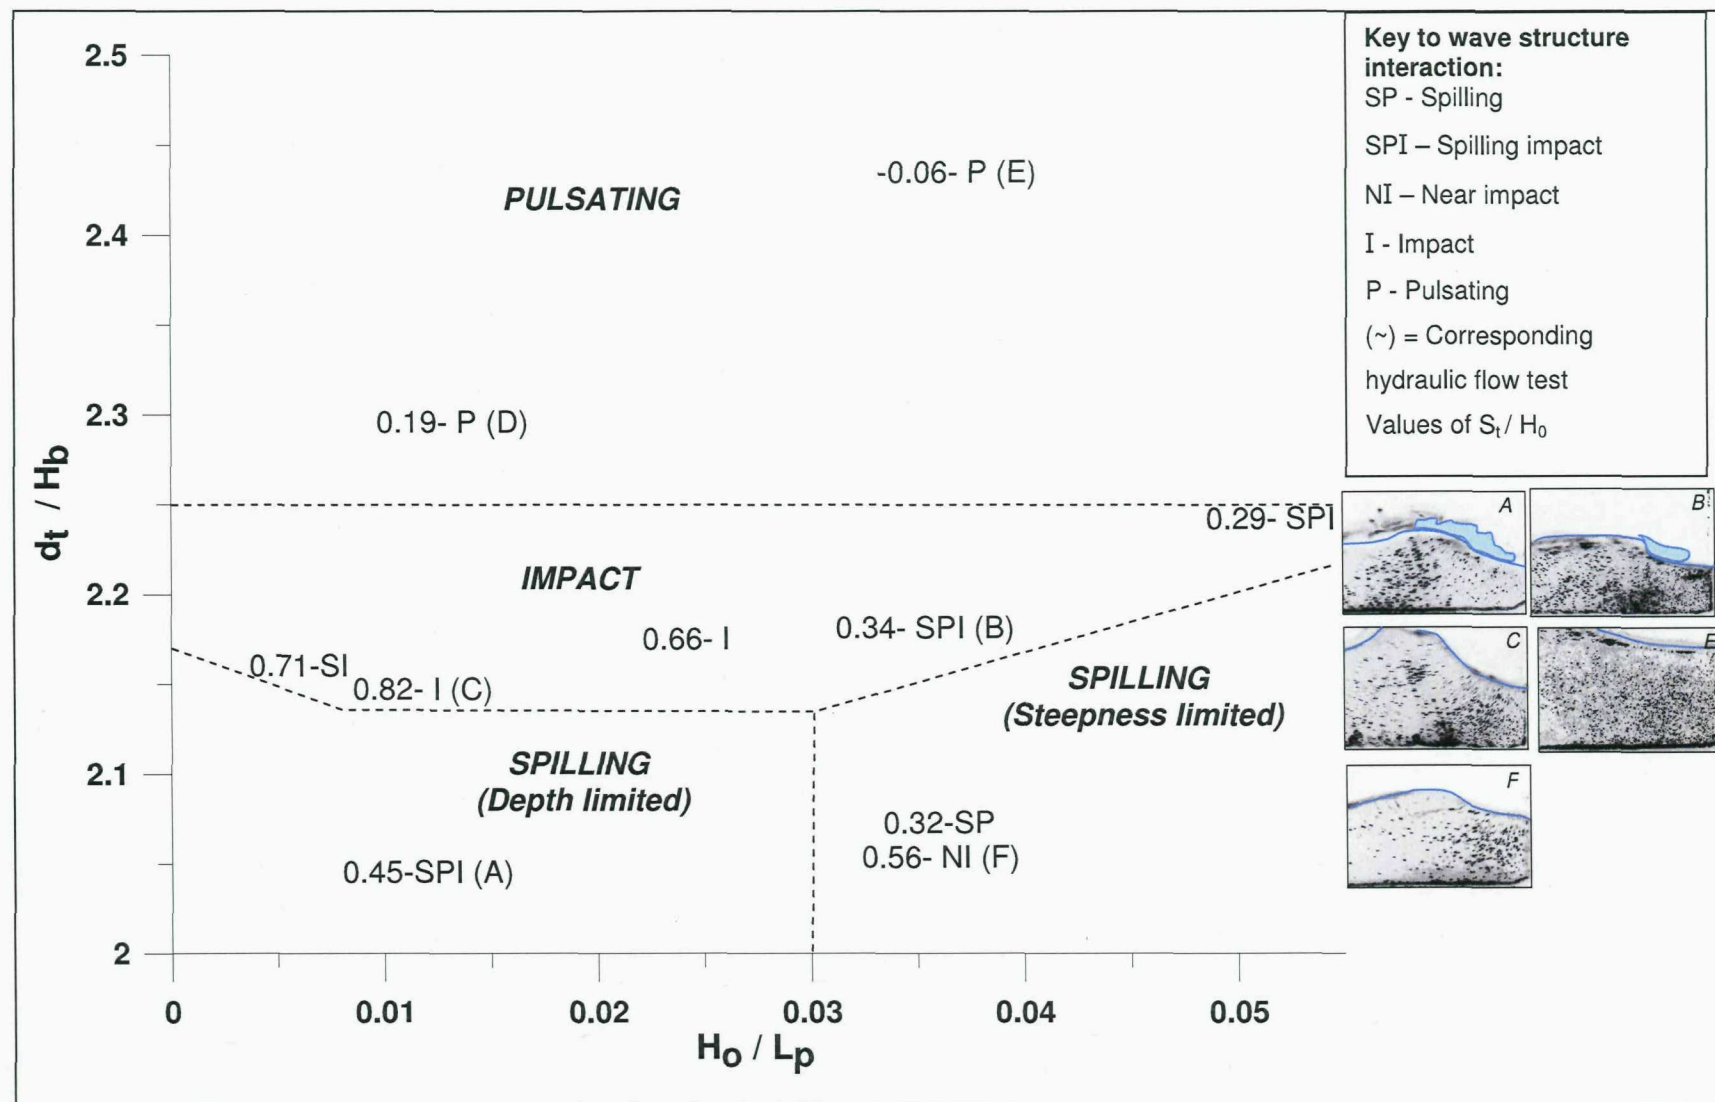 Key to wave structure
interaction:
SP - Spilling
SPI – Spilling impact
NI – Near impact
I - Impact
P - Pulsating
(~) = Corresponding
hydraulic flow test
Values of Sₜ / H₀
2.5
2.4
2.3
2.2
2.1
2
dt / Hb
PULSATING
-0.06- P (E)
0.19- P (D)
0.29- SPI
IMPACT
0.66- I
0.34- SPI (B)
0.71-SI
0.82- I (C)
SPILLING
(Steepness limited)
SPILLING
(Depth limited)
0.32-SP
0.56- NI (F)
0.45-SPI (A)
0
0.01
0.02
0.03
0.04
0.05
Ho / Lp
A
B
C
E
F